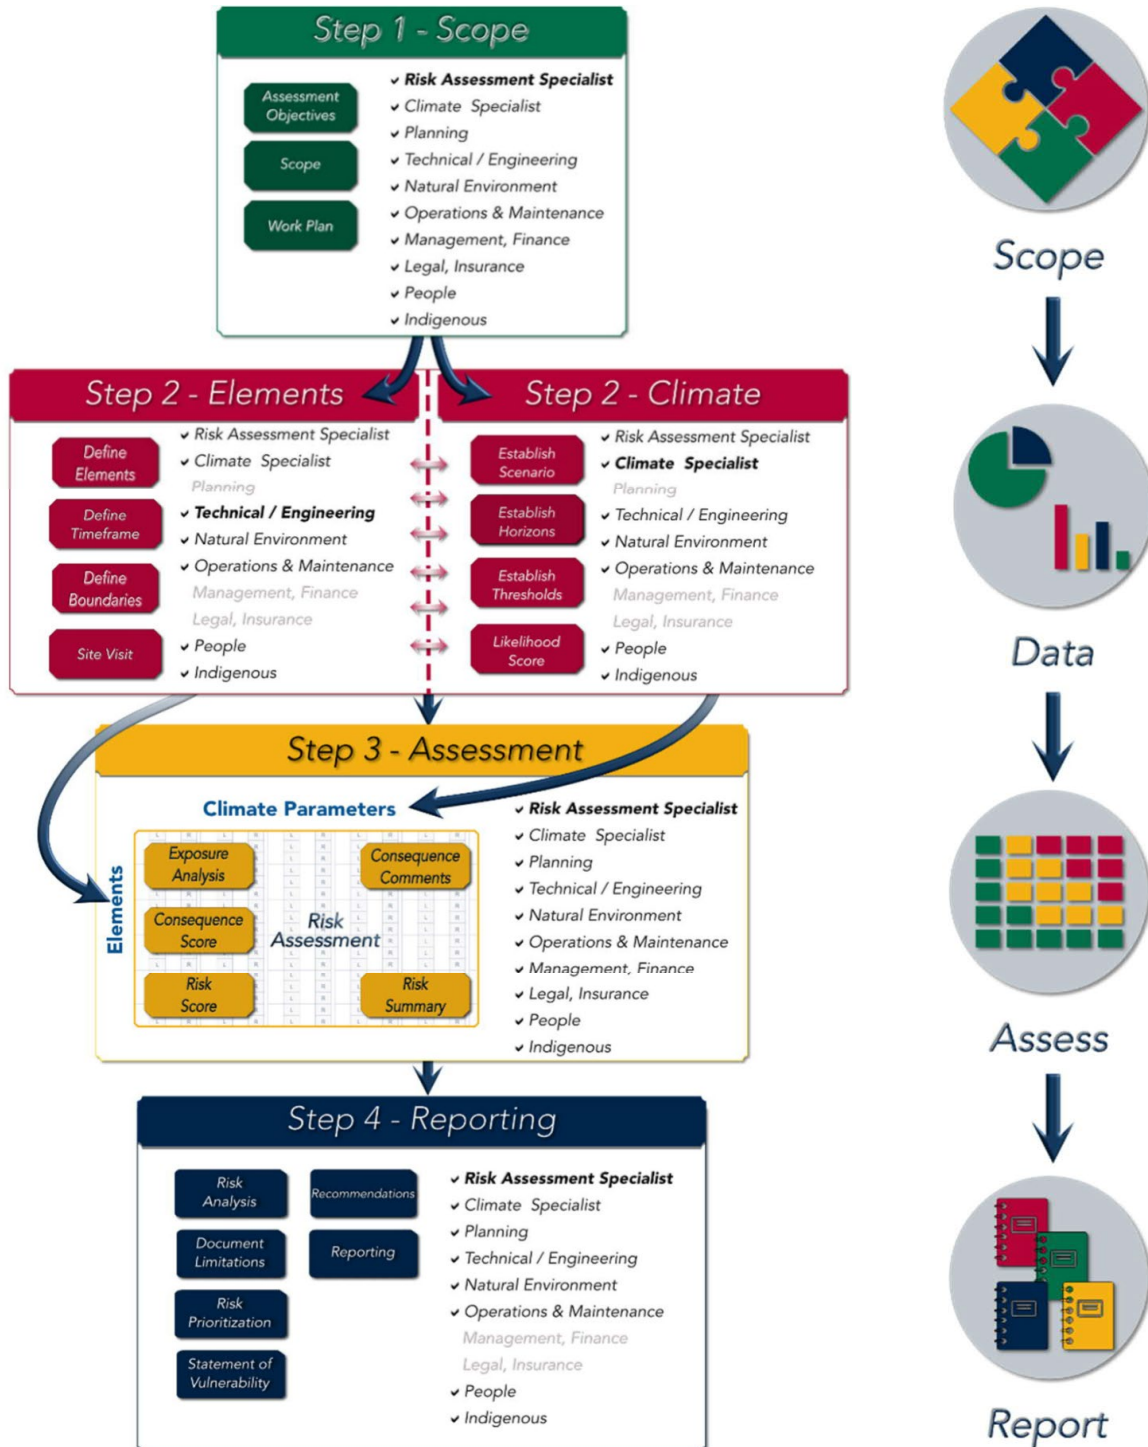 Step 1 - Scope
Assessment
Objectives
Scope
Work Plan
✓ Risk Assessment Specialist
✓ Climate Specialist
✓ Planning
✓ Technical / Engineering
✓ Natural Environment
✓ Operations & Maintenance
✓ Management, Finance
✓ Legal, Insurance
✓ People
✓ Indigenous
Step 2 - Elements
Define
Elements
Define
Timeframe
Define
Boundaries
Site Visit
✓ Risk Assessment Specialist
✓ Climate Specialist
Planning
✓ Technical / Engineering
✓ Natural Environment
✓ Operations & Maintenance
Management, Finance
Legal, Insurance
✓ People
✓ Indigenous
Step 2 - Climate
Establish
Scenario
Establish
Horizons
Establish
Thresholds
Likelihood
Score
✓ Risk Assessment Specialist
✓ Climate Specialist
Planning
✓ Technical / Engineering
✓ Natural Environment
✓ Operations & Maintenance
Management, Finance
Legal, Insurance
✓ People
✓ Indigenous
Step 3 - Assessment
Climate Parameters
Elements
Exposure
Analysis
Consequence
Comments
Consequence
Score
Risk
Assessment
Risk
Score
Risk
Summary
✓ Risk Assessment Specialist
✓ Climate Specialist
✓ Planning
✓ Technical / Engineering
✓ Natural Environment
✓ Operations & Maintenance
✓ Management, Finance
✓ Legal, Insurance
✓ People
✓ Indigenous
Step 4 - Reporting
Risk
Analysis
Recommendations
Document
Limitations
Reporting
Risk
Prioritization
Statement of
Vulnerability
✓ Risk Assessment Specialist
✓ Climate Specialist
✓ Planning
✓ Technical / Engineering
✓ Natural Environment
✓ Operations & Maintenance
Management, Finance
Legal, Insurance
✓ People
✓ Indigenous
Scope
Data
Assess
Report